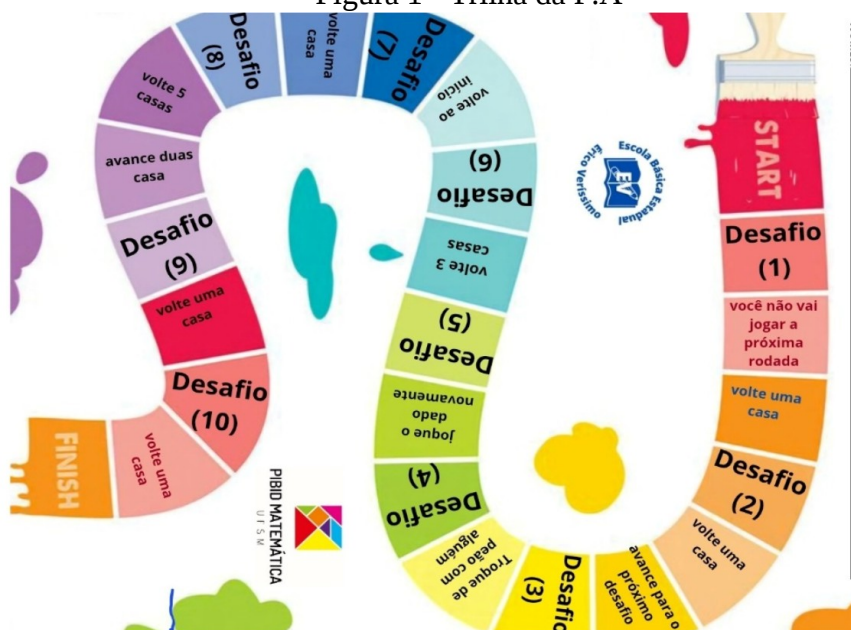 Figura 1 - Trilha da P.A
START
Desafio
(1)
você não vai
jogar a
próxima
rodada
volte uma
casa
Desafio
(2)
volte uma
casa
avance para o
próximo
desafio
Desafio
(3)
Troque de
peão com
alguém
Desafio
(4)
jogue o
dado
novamente
Desafio
(5)
volte 3
casas
Desafio
(6)
volte ao
início
Desafio
(7)
volte uma
casa
Desafio
(8)
volte 5
casas
avance duas
casa
Desafio
(9)
volte uma
casa
Desafio
(10)
volte uma
casa
FINISH
Escola Básica Estadual
Érico Veríssimo
EV
PIBID MATEMÁTICA
UFSM